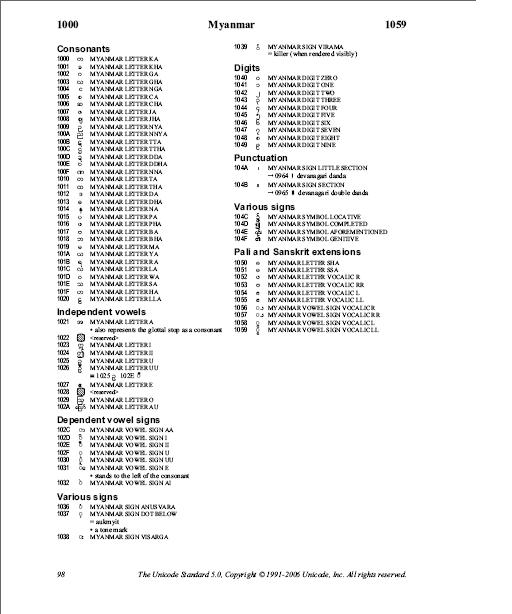 1000 Myanmar 1059
Consonants
1000 က MYANMAR LETTER KA
1001 ခ MYANMAR LETTER KHA
1002 ဂ MYANMAR LETTER GA
1003 ဃ MYANMAR LETTER GHA
1004 င MYANMAR LETTER NGA
1005 စ MYANMAR LETTER CA
1006 ဆ MYANMAR LETTER CHA
1007 ဇ MYANMAR LETTER JA
1008 ဈ MYANMAR LETTER JHA
1009 ဉ MYANMAR LETTER NYA
100A ည MYANMAR LETTER NNYA
100B ဋ MYANMAR LETTER TTA
100C ဌ MYANMAR LETTER TTHA
100D ဍ MYANMAR LETTER DDA
100E ဎ MYANMAR LETTER DDHA
100F ဏ MYANMAR LETTER NNA
1010 တ MYANMAR LETTER TA
1011 ထ MYANMAR LETTER THA
1012 ဒ MYANMAR LETTER DA
1013 ဓ MYANMAR LETTER DHA
1014 န MYANMAR LETTER NA
1015 ပ MYANMAR LETTER PA
1016 ဖ MYANMAR LETTER PHA
1017 ဗ MYANMAR LETTER BA
1018 ဘ MYANMAR LETTER BHA
1019 မ MYANMAR LETTER MA
101A ယ MYANMAR LETTER YA
101B ရ MYANMAR LETTER RA
101C လ MYANMAR LETTER LA
101D ဝ MYANMAR LETTER WA
101E သ MYANMAR LETTER SA
101F ဟ MYANMAR LETTER HA
1020 ဠ MYANMAR LETTER LLA
Independent vowels
1021 အ MYANMAR LETTER A
• also represents the glottal stop as a consonant
1022 <reserved>
1023 ဣ MYANMAR LETTER I
1024 ဤ MYANMAR LETTER II
1025 ဥ MYANMAR LETTER U
1026 ဦ MYANMAR LETTER UU
≡ 1025 ဥ 102E ီ
1027 ဧ MYANMAR LETTER E
1028 <reserved>
1029 ဩ MYANMAR LETTER O
102A ဪ MYANMAR LETTER AU
Dependent vowel signs
102C ာ MYANMAR VOWEL SIGN AA
102D ိ MYANMAR VOWEL SIGN I
102E ီ MYANMAR VOWEL SIGN II
102F ု MYANMAR VOWEL SIGN U
1030 ူ MYANMAR VOWEL SIGN UU
1031 ေ MYANMAR VOWEL SIGN E
• stands to the left of the consonant
1032 ဲ MYANMAR VOWEL SIGN AI
Various signs
1036 ံ MYANMAR SIGN ANUSVARA
1037 ့ MYANMAR SIGN DOT BELOW
= aukmyit
• a tone mark
1038 း MYANMAR SIGN VISARGA
1039 ္ MYANMAR SIGN VIRAMA
= killer (when rendered visibly)
Digits
1040 ၀ MYANMAR DIGIT ZERO
1041 ၁ MYANMAR DIGIT ONE
1042 ၂ MYANMAR DIGIT TWO
1043 ၃ MYANMAR DIGIT THREE
1044 ၄ MYANMAR DIGIT FOUR
1045 ၅ MYANMAR DIGIT FIVE
1046 ၆ MYANMAR DIGIT SIX
1047 ၇ MYANMAR DIGIT SEVEN
1048 ၈ MYANMAR DIGIT EIGHT
1049 ၉ MYANMAR DIGIT NINE
Punctuation
104A ၊ MYANMAR SIGN LITTLE SECTION
→ 0964 । devanagari danda
104B ။ MYANMAR SIGN SECTION
→ 0965 ॥ devanagari double danda
Various signs
104C ၌ MYANMAR SYMBOL LOCATIVE
104D ၍ MYANMAR SYMBOL COMPLETED
104E ၎ MYANMAR SYMBOL AFOREMENTIONED
104F ၏ MYANMAR SYMBOL GENITIVE
Pali and Sanskrit extensions
1050 ၐ MYANMAR LETTER SHA
1051 ၑ MYANMAR LETTER SSA
1052 ၒ MYANMAR LETTER VOCALIC R
1053 ၓ MYANMAR LETTER VOCALIC RR
1054 ၔ MYANMAR LETTER VOCALIC L
1055 ၕ MYANMAR LETTER VOCALIC LL
1056 ၖ MYANMAR VOWEL SIGN VOCALIC R
1057 ၗ MYANMAR VOWEL SIGN VOCALIC RR
1058 ၘ MYANMAR VOWEL SIGN VOCALIC L
1059 ၙ MYANMAR VOWEL SIGN VOCALIC LL
98 The Unicode Standard 5.0, Copyright © 1991-2006 Unicode, Inc. All rights reserved.